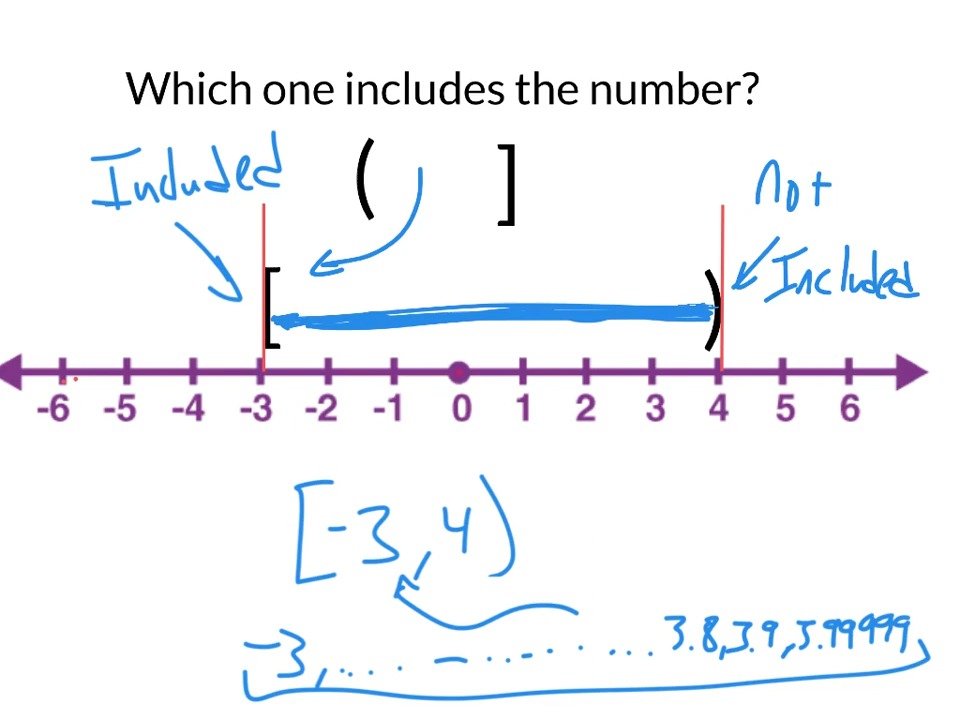 Which one includes the number?
Included ( ] not
[ ) Included
-6 -5 -4 -3 -2 -1 0 1 2 3 4 5 6
[-3,4)
-3,.... — ........ 3.8,3.9,3.99999